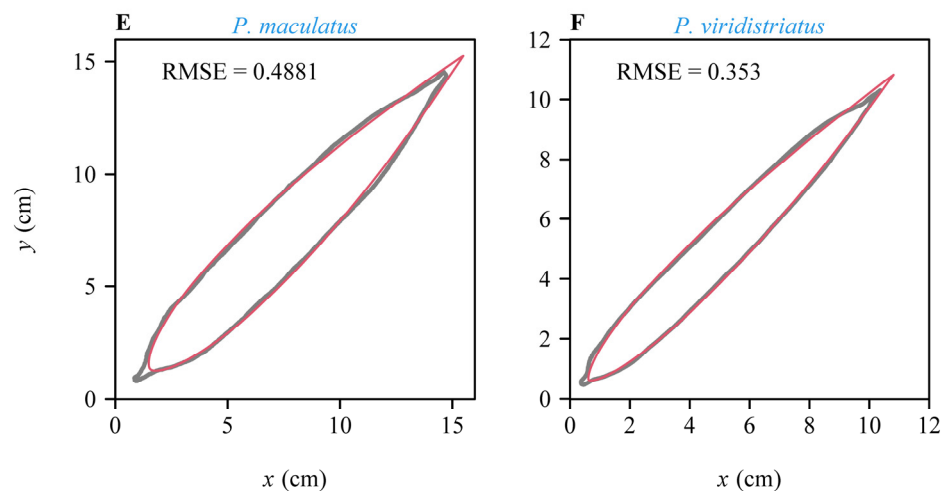 E
P. maculatus
RMSE = 0.4881
15
10
5
0
y (cm)
0 5 10 15
x (cm)
F
P. viridistriatus
RMSE = 0.353
12
10
8
6
4
2
0
0 2 4 6 8 10 12
x (cm)